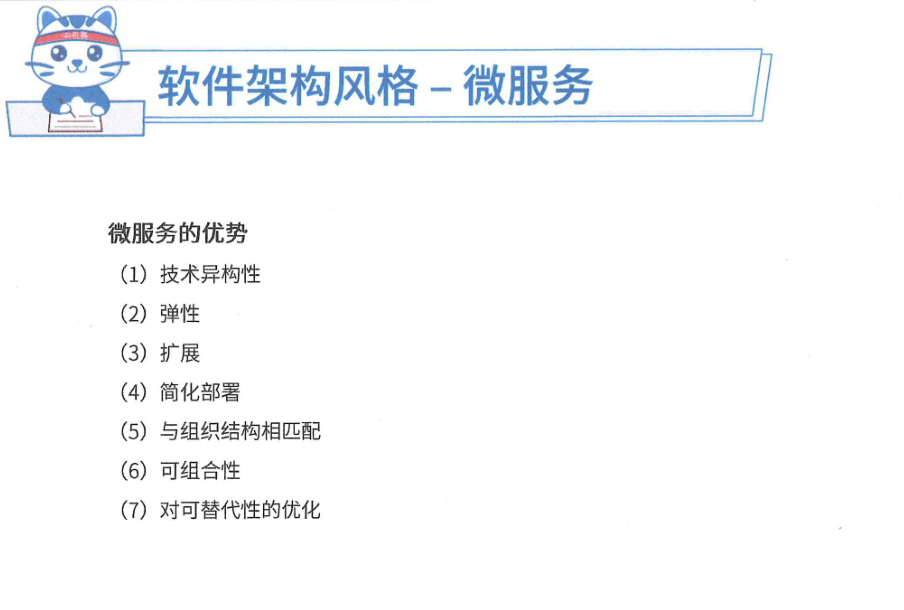 软件架构风格 – 微服务
微服务的优势
（1）技术异构性
（2）弹性
（3）扩展
（4）简化部署
（5）与组织结构相匹配
（6）可组合性
（7）对可替代性的优化